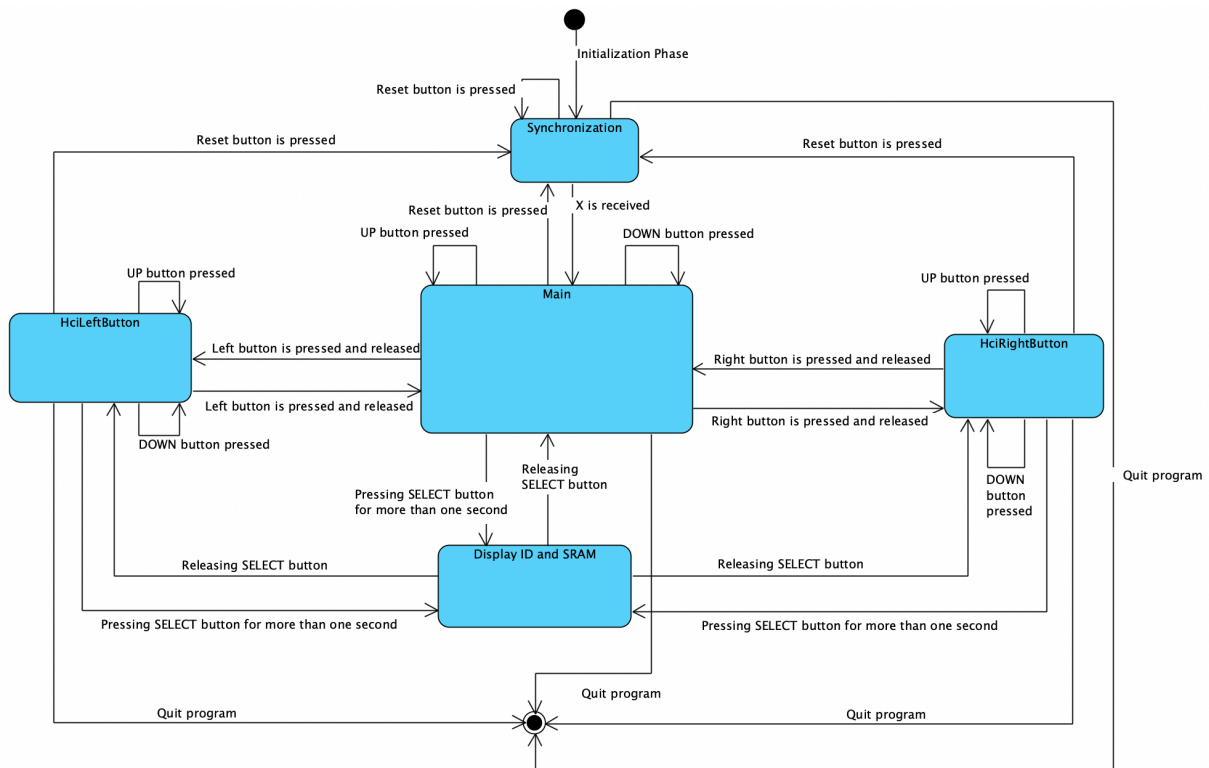 Initialization Phase
Reset button is pressed
Synchronization
Reset button is pressed
Reset button is pressed
Reset button is pressed
X is received
UP button pressed
DOWN button pressed
UP button pressed
UP button pressed
Main
HciLeftButton
HciRightButton
Left button is pressed and released
Right button is pressed and released
Left button is pressed and released
Right button is pressed and released
DOWN button pressed
Releasing
SELECT button
Pressing SELECT button
for more than one second
Quit program
DOWN
button
pressed
Display ID and SRAM
Releasing SELECT button
Releasing SELECT button
Pressing SELECT button for more than one second
Pressing SELECT button for more than one second
Quit program
Quit program
Quit program